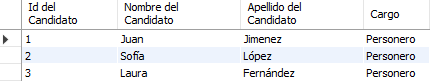 Id del Candidato Nombre del Candidato Apellido del Candidato Cargo
1 Juan Jimenez Personero
2 Sofía López Personero
3 Laura Fernández Personero